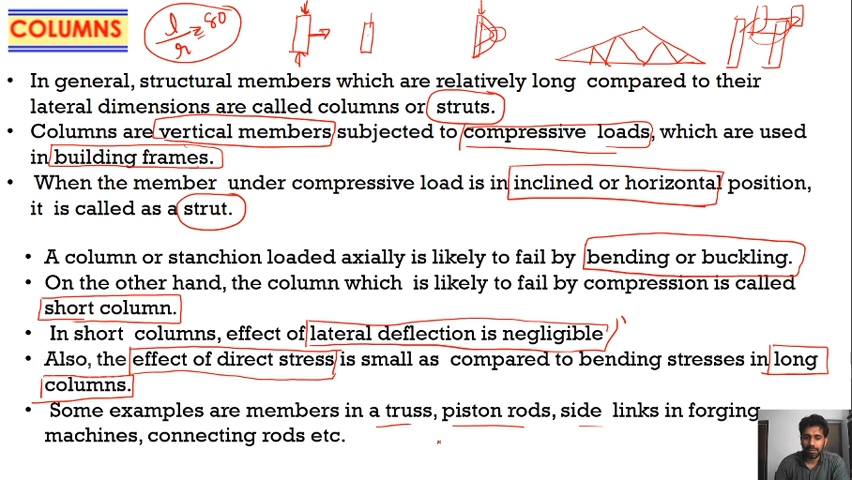 COLUMNS
l/r ≥ 80
• In general, structural members which are relatively long compared to their
lateral dimensions are called columns or struts.
• Columns are vertical members subjected to compressive loads, which are used
in building frames.
• When the member under compressive load is in inclined or horizontal position,
it is called as a strut.
• A column or stanchion loaded axially is likely to fail by bending or buckling.
• On the other hand, the column which is likely to fail by compression is called
short column.
• In short columns, effect of lateral deflection is negligible
• Also, the effect of direct stress is small as compared to bending stresses in long
columns.
• Some examples are members in a truss, piston rods, side links in forging
machines, connecting rods etc.